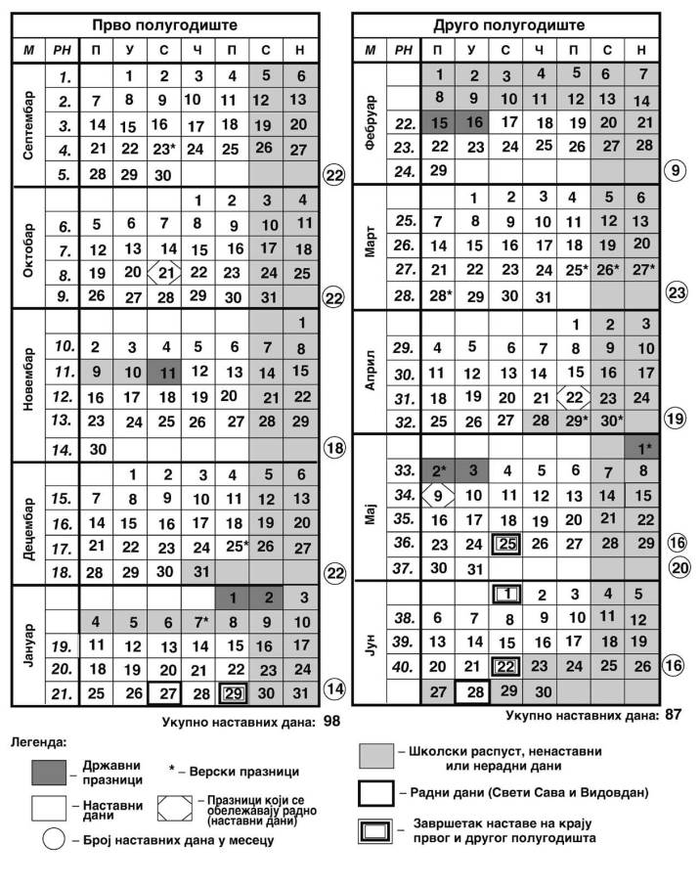 Прво полугодиште
М РН П У С Ч П С Н
Септембар
1. 1 2 3 4 5 6
2. 7 8 9 10 11 12 13
3. 14 15 16 17 18 19 20
4. 21 22 23* 24 25 26 27
5. 28 29 30 22
Октобар
1 2 3 4
6. 5 6 7 8 9 10 11
7. 12 13 14 15 16 17 18
8. 19 20 21 22 23 24 25
9. 26 27 28 29 30 31 22
Новембар
1
10. 2 3 4 5 6 7 8
11. 9 10 11 12 13 14 15
12. 16 17 18 19 20 21 22
13. 23 24 25 26 27 28 29
14. 30 18
Децембар
1 2 3 4 5 6
15. 7 8 9 10 11 12 13
16. 14 15 16 17 18 19 20
17. 21 22 23 24 25* 26 27
18. 28 29 30 31 22
Јануар
1 2 3
4 5 6 7* 8 9 10
19. 11 12 13 14 15 16 17
20. 18 19 20 21 22 23 24
21. 25 26 27 28 29 30 31 14
Укупно наставних дана: 98
Друго полугодиште
М РН П У С Ч П С Н
Фебруар
1 2 3 4 5 6 7
8 9 10 11 12 13 14
22. 15 16 17 18 19 20 21
23. 22 23 24 25 26 27 28
24. 29 9
Март
1 2 3 4 5 6
25. 7 8 9 10 11 12 13
26. 14 15 16 17 18 19 20
27. 21 22 23 24 25* 26* 27*
28. 28* 29 30 31 23
Април
1 2 3
29. 4 5 6 7 8 9 10
30. 11 12 13 14 15 16 17
31. 18 19 20 21 22 23 24
32. 25 26 27 28 29* 30* 19
Мај
1*
33. 2* 3 4 5 6 7 8
34. 9 10 11 12 13 14 15
35. 16 17 18 19 20 21 22
36. 23 24 25 26 27 28 29 16
37. 30 31 20
Јун
1 2 3 4 5
38. 6 7 8 9 10 11 12
39. 13 14 15 16 17 18 19
40. 20 21 22 23 24 25 26 16
27 28 29 30
Укупно наставних дана: 87
Легенда:
– Државни празници
* – Верски празници
– Наставни дани
– Празници који се обележавају радно (наставни дани)
– Број наставних дана у месецу
– Школски распуст, ненаставни или нерадни дани
– Радни дани (Свети Сава и Видовдан)
– Завршетак наставе на крају првог и другог полугодишта